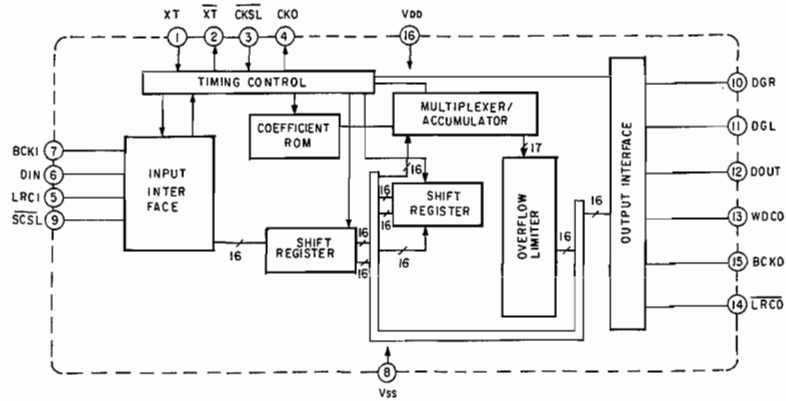 XT XT CKSL CKO VDD
1 2 3 4 16
TIMING CONTROL
COEFFICIENT ROM
MULTIPLEXER/ ACCUMULATOR
10 DGR
11 DGL
12 DOUT
13 WDCO
15 BCKO
14 LRCO
BCKI 7
DIN 6
LRCI 5
SCSL 9
INPUT
INTER
FACE
16
SHIFT
REGISTER
16
16
16
16
16
16
SHIFT
REGISTER
17
OVERFLOW
LIMITER
16
16
OUTPUT INTERFACE
8
VSS